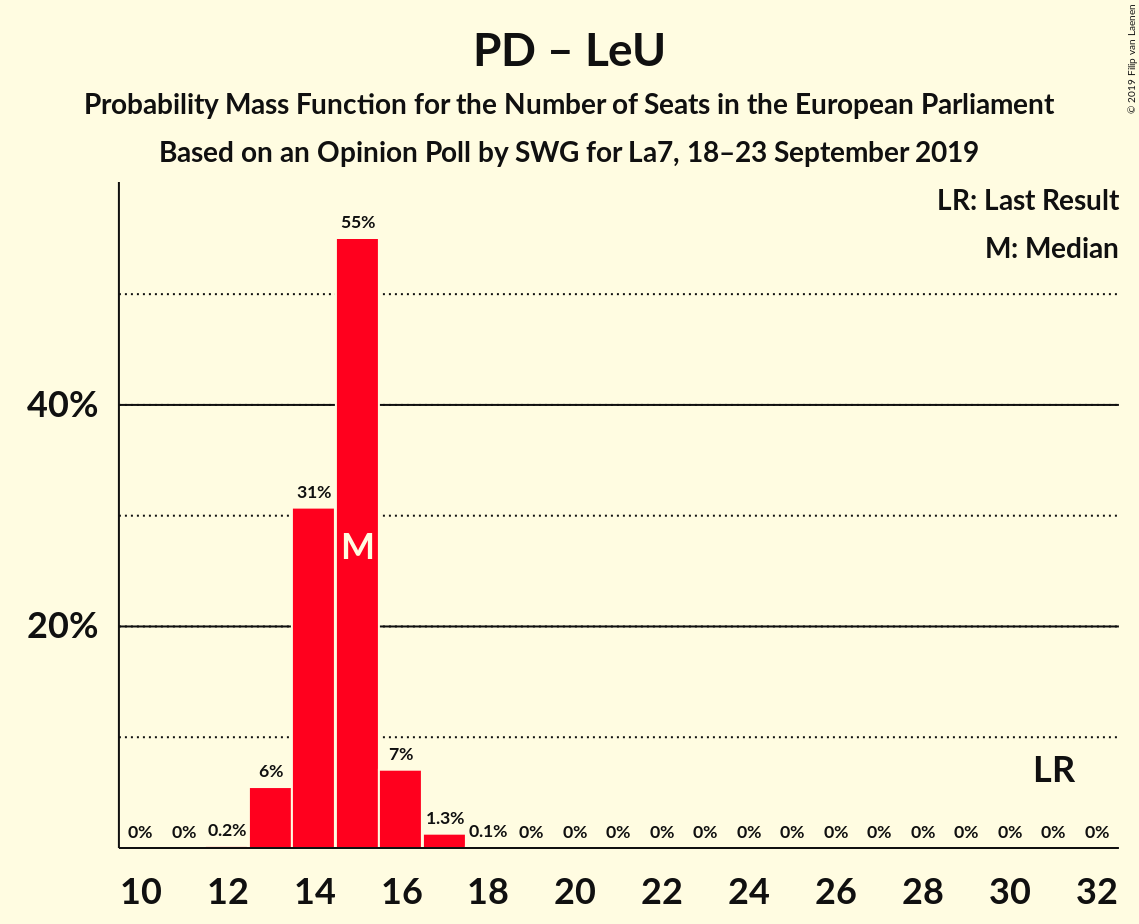 PD – LeU
Probability Mass Function for the Number of Seats in the European Parliament
Based on an Opinion Poll by SWG for La7, 18–23 September 2019
© 2019 Filip van Laenen
LR: Last Result
M: Median
55%
40%
31%
M
20%
6%
7%
LR
0% 0% 0.2% 1.3% 0.1% 0% 0% 0% 0% 0% 0% 0% 0% 0% 0% 0% 0% 0% 0%
10 12 14 16 18 20 22 24 26 28 30 32